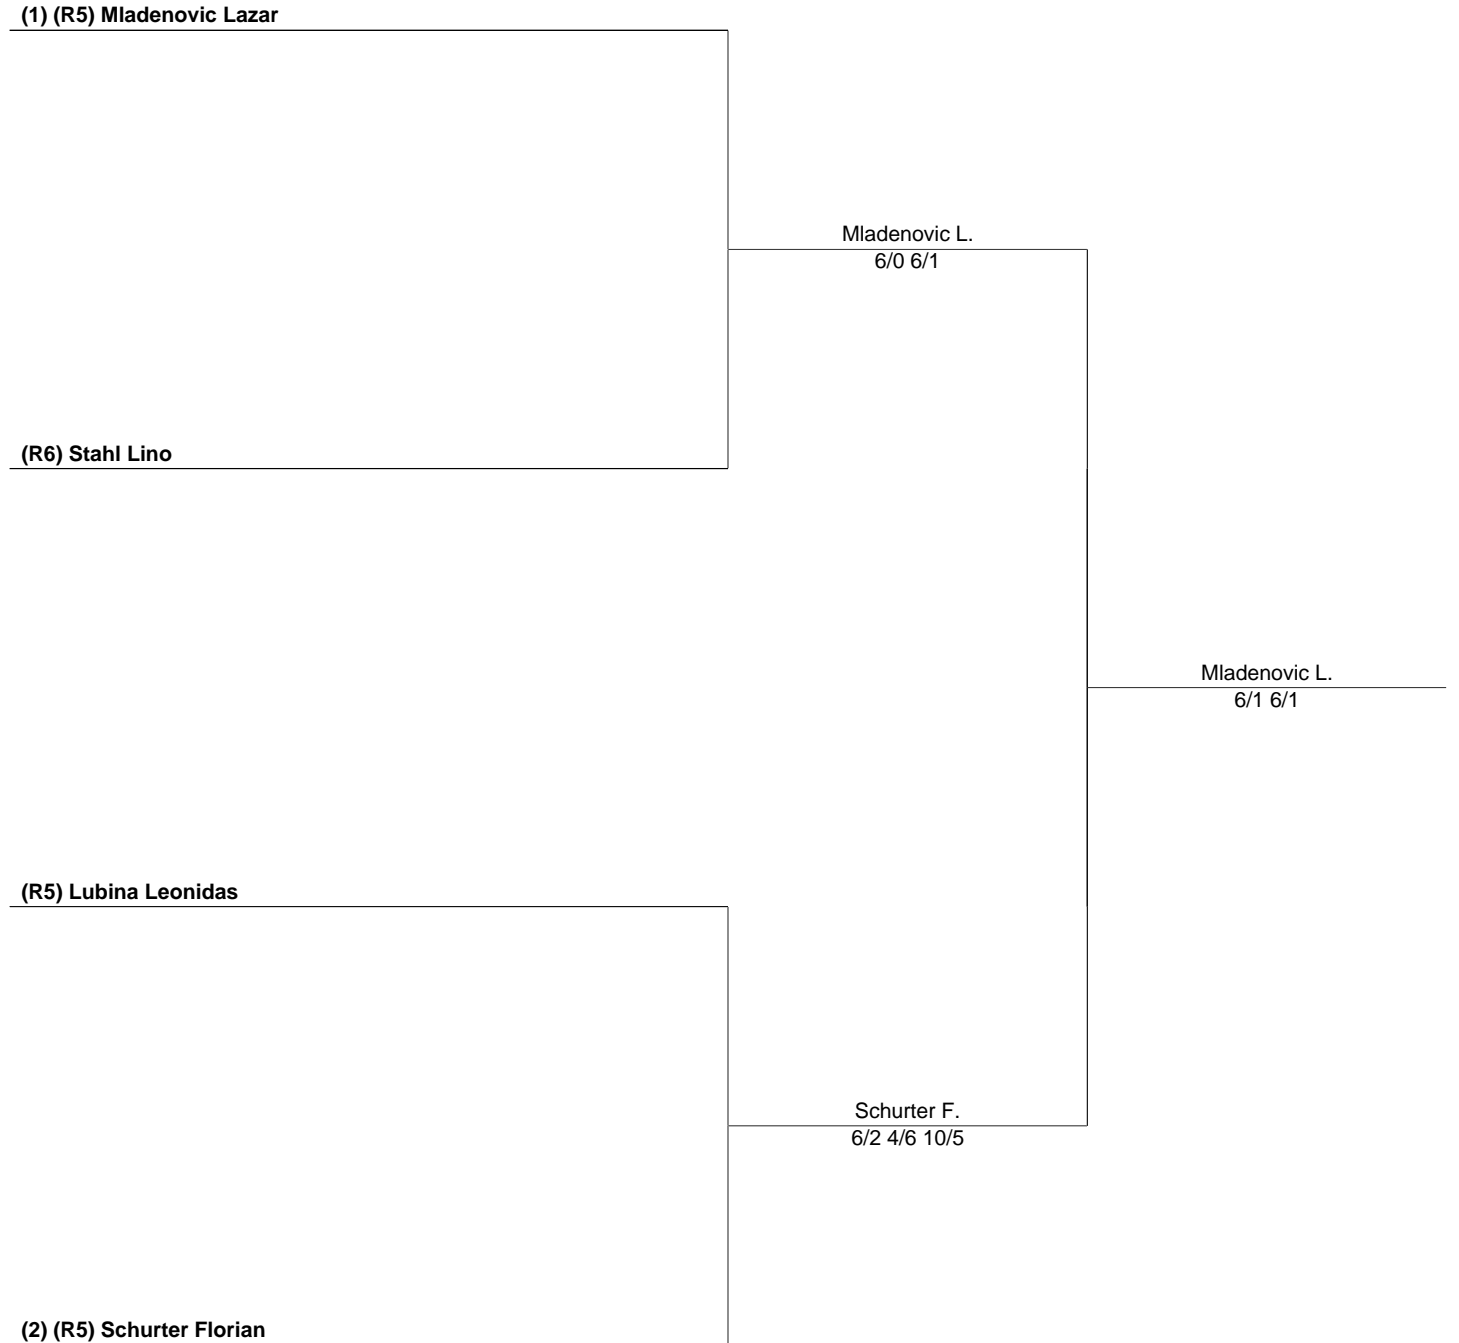 (1) (R5) Mladenovic Lazar
Mladenovic L.
6/0 6/1
(R6) Stahl Lino
Mladenovic L.
6/1 6/1
(R5) Lubina Leonidas
Schurter F.
6/2 4/6 10/5
(2) (R5) Schurter Florian